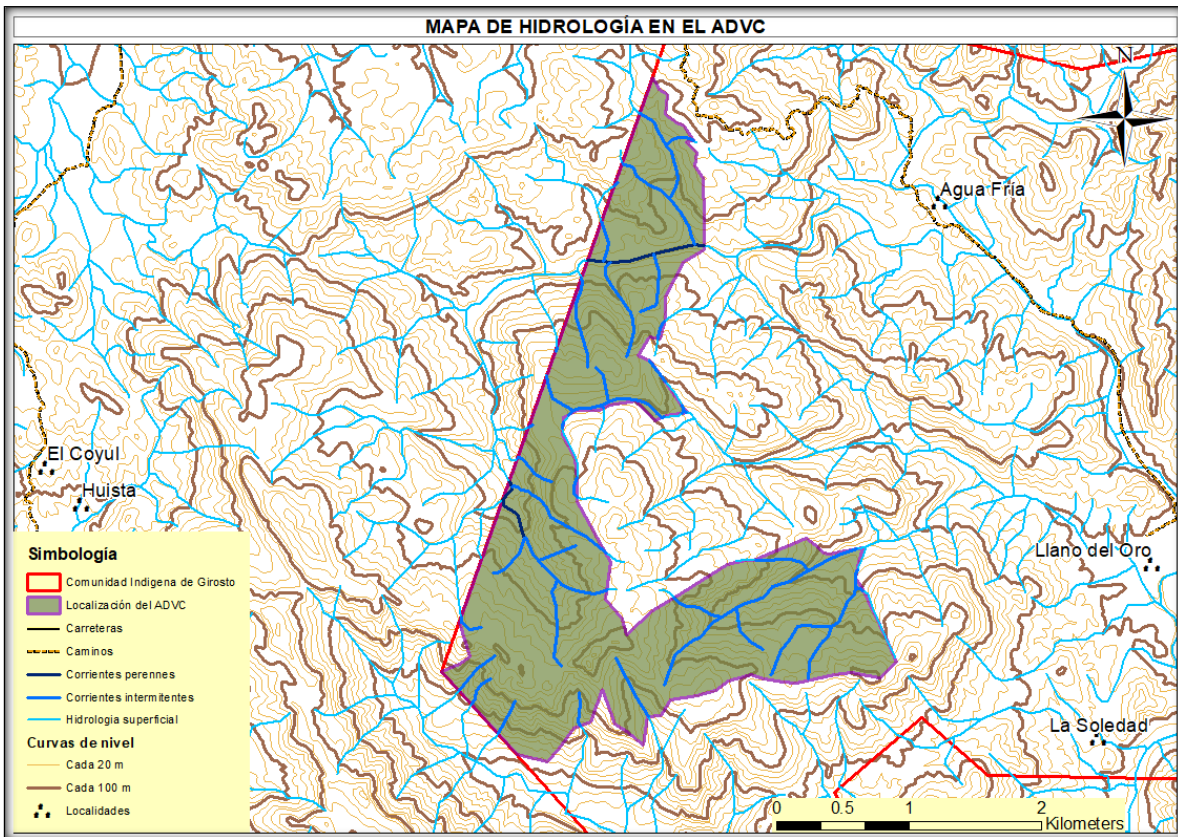 MAPA DE HIDROLOGÍA EN EL ADVC
N
Agua Fría
El Coyul
Huista
Llano del Oro
La Soledad
Simbología
Comunidad Indigena de Girosto
Localización del ADVC
Carreteras
Caminos
Corrientes perennes
Corrientes intermitentes
Hidrologia superficial
Curvas de nivel
Cada 20 m
Cada 100 m
Localidades
0 0.5 1 2
Kilometers